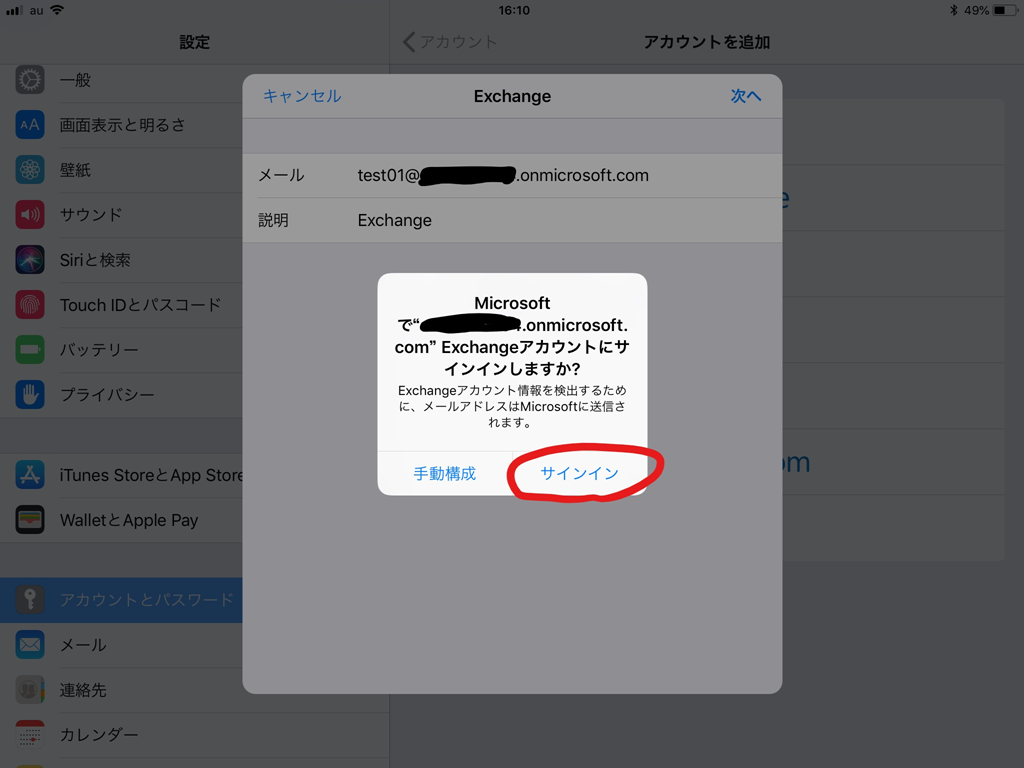 au 16:10 49%
設定
アカウント
アカウントを追加
一般
画面表示と明るさ
壁紙
サウンド
Siriと検索
Touch IDとパスコード
バッテリー
プライバシー
iTunes StoreとApp Store
WalletとApple Pay
アカウントとパスワード
メール
連絡先
カレンダー
キャンセル Exchange 次へ
メール test01@ .onmicrosoft.com
説明 Exchange
Microsoft
で“ .onmicrosoft.
com” Exchangeアカウントにサ
インインしますか?
Exchangeアカウント情報を検出するため
に、メールアドレスはMicrosoftに送信さ
れます。
手動構成 サインイン
e
om